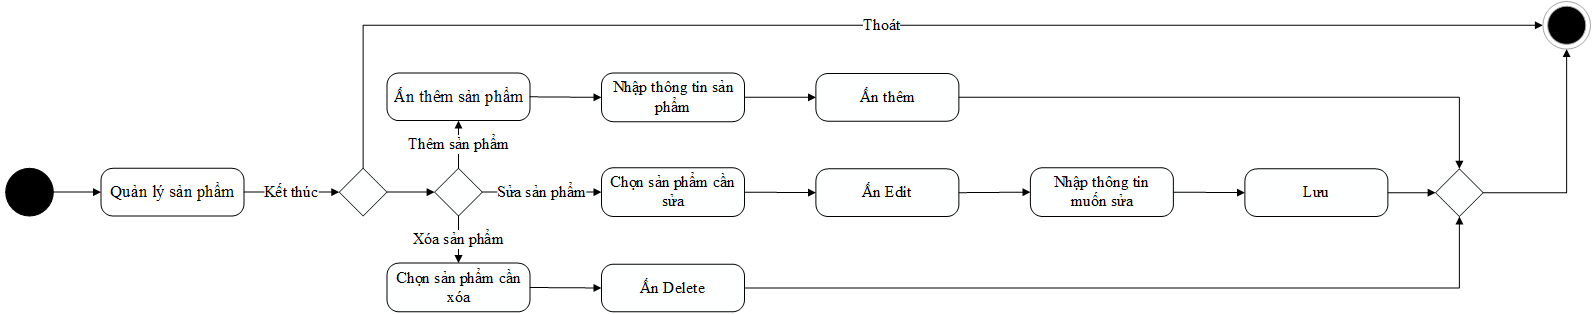 Thoát
Ấn thêm sản phẩm
Nhập thông tin sản
phẩm
Ấn thêm
Thêm sản phẩm
Quản lý sản phẩm
Kết thúc
Sửa sản phẩm
Chọn sản phẩm cần
sửa
Ấn Edit
Nhập thông tin
muốn sửa
Lưu
Xóa sản phẩm
Chọn sản phẩm cần
xóa
Ấn Delete